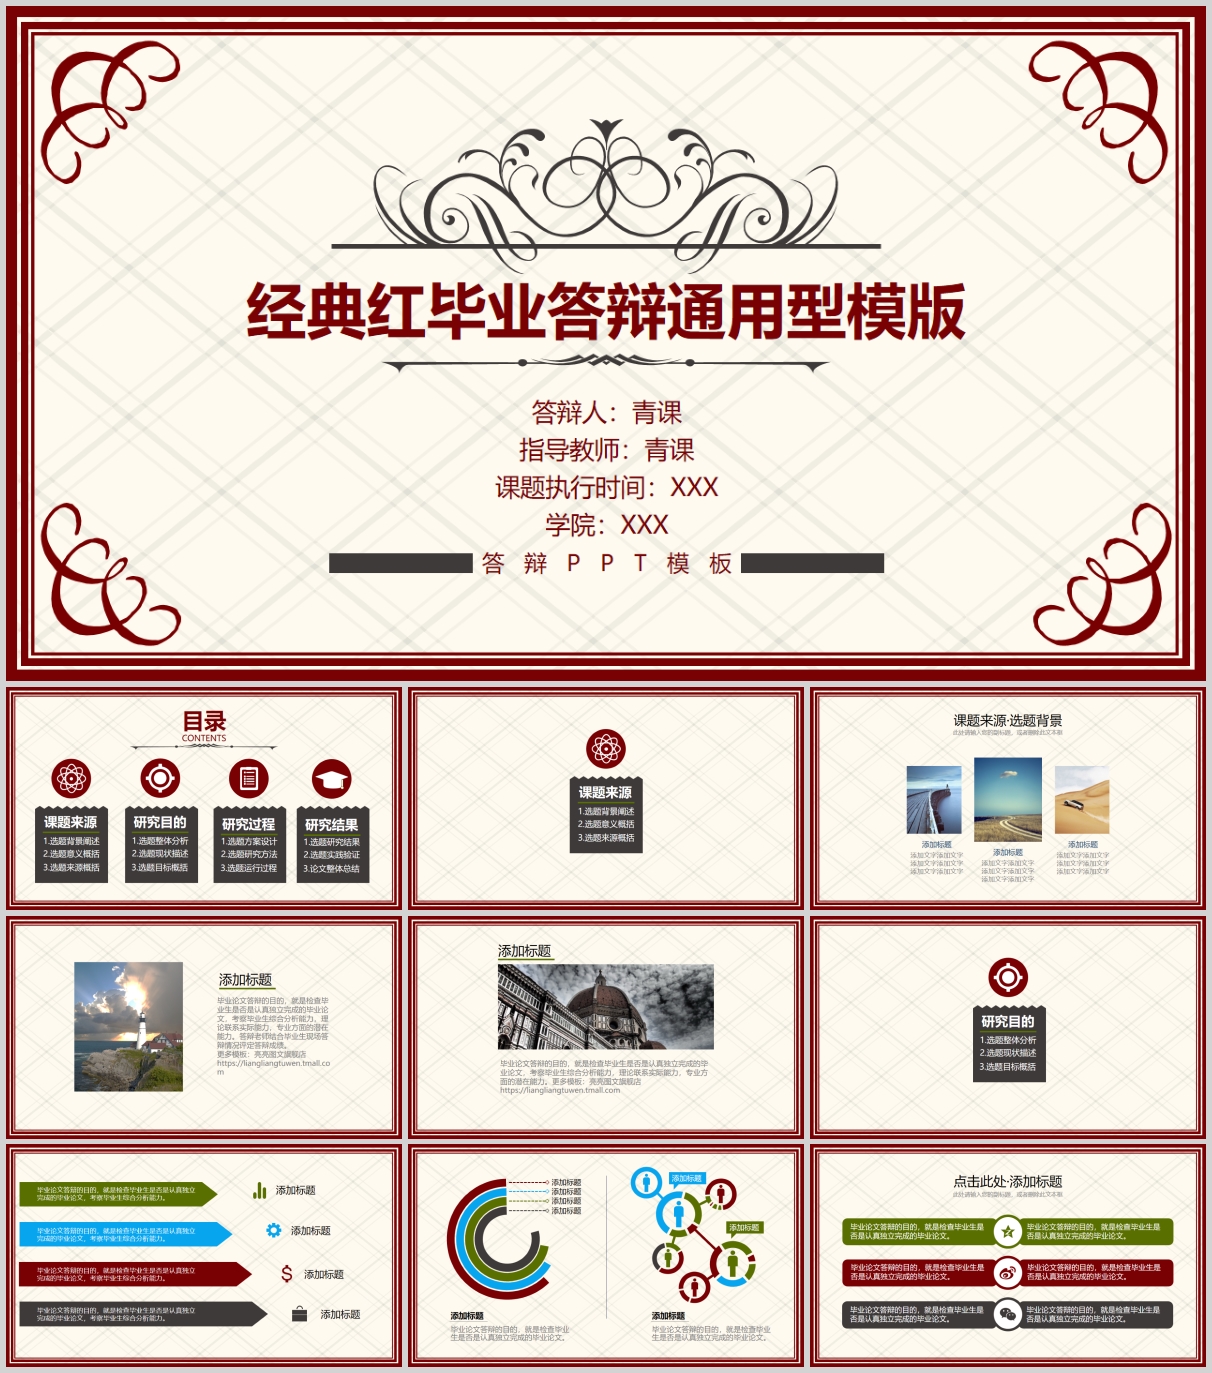 经典红毕业答辩通用型模版
答辩人：青课
指导教师：青课
课题执行时间：XXX
学院：XXX
答 辩 P P T 模 板
目录
CONTENTS
课题来源
1.选题背景阐述
2.选题意义概括
3.选题来源概括
研究目的
1.选题整体分析
2.选题现状描述
3.选题目标概括
研究过程
1.选题方案设计
2.选题研究方法
3.选题运行过程
研究结果
1.选题研究结果
2.选题实践验证
3.论文整体总结
课题来源
1.选题背景阐述
2.选题意义概括
3.选题来源概括
课题来源·选题背景
添加标题
添加文字添加文字
添加文字添加文字
添加文字添加文字
添加标题
添加文字添加文字
添加文字添加文字
添加文字添加文字
添加标题
添加文字添加文字
添加文字添加文字
添加文字添加文字
添加标题
毕业论文答辩的目的，就是检查毕
业生是否是认真独立完成的毕业论
文，考察毕业生综合分析能力，理
论联系实际能力，专业方面的潜在
能力。答辩老师结合毕业生现场答
辩情况评定答辩成绩。
更多模板：亮亮图文旗舰店
https://liangliangtuwen.tmall.co
m
添加标题
毕业论文答辩的目的，就是检查毕业生是否是认真独立完成的毕
业论文，考察毕业生综合分析能力，理论联系实际能力，专业方
面的潜在能力。更多模板：亮亮图文旗舰店
https://liangliangtuwen.tmall.com
研究目的
1.选题整体分析
2.选题现状描述
3.选题目标概括
毕业论文答辩的目的，就是检查毕业生是否是认真独立
完成的毕业论文，考察毕业生综合分析能力。
添加标题
毕业论文答辩的目的，就是检查毕业生是否是认真独立
完成的毕业论文，考察毕业生综合分析能力。
添加标题
毕业论文答辩的目的，就是检查毕业生是否是认真独立
完成的毕业论文，考察毕业生综合分析能力。
添加标题
毕业论文答辩的目的，就是检查毕业生是否是认真独立
完成的毕业论文，考察毕业生综合分析能力。
添加标题
添加标题
添加标题
添加标题
添加标题
添加标题
毕业论文答辩的目的，就是检查毕业
生是否是认真独立完成的毕业论文。
添加标题
添加标题
添加标题
毕业论文答辩的目的，就是检查毕业
生是否是认真独立完成的毕业论文。
点击此处·添加标题
毕业论文答辩的目的，就是检查毕业生是
否是认真独立完成的毕业论文。
毕业论文答辩的目的，就是检查毕业生是
否是认真独立完成的毕业论文。
毕业论文答辩的目的，就是检查毕业生是
否是认真独立完成的毕业论文。
毕业论文答辩的目的，就是检查毕业生是
否是认真独立完成的毕业论文。
毕业论文答辩的目的，就是检查毕业生是
否是认真独立完成的毕业论文。
毕业论文答辩的目的，就是检查毕业生是
否是认真独立完成的毕业论文。